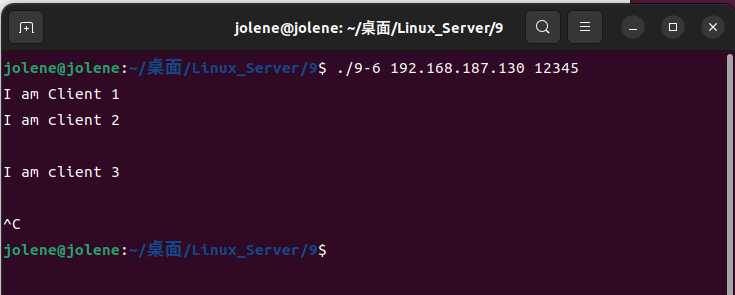 jolene@jolene: ~/桌面/Linux_Server/9
jolene@jolene:~/桌面/Linux_Server/9$ ./9-6 192.168.187.130 12345
I am Client 1
I am client 2
I am client 3
^C
jolene@jolene:~/桌面/Linux_Server/9$